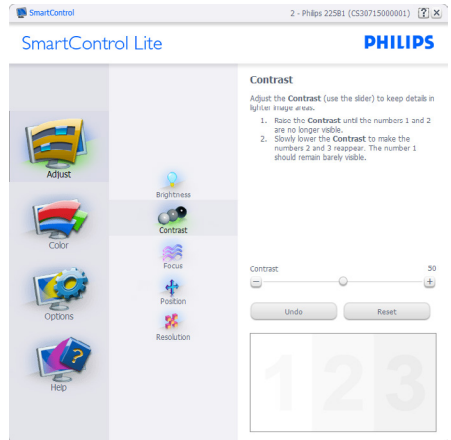 SmartControl
2 - Philips 225B1 (CS30715000001)
? X
SmartControl Lite
PHILIPS
Adjust
Color
Options
?
Help
Brightness
Contrast
Focus
Position
Resolution
Contrast
Adjust the Contrast (use the slider) to keep details in
lighter image areas.
1. Raise the Contrast until the numbers 1 and 2
are no longer visible.
2. Slowly lower the Contrast to make the
numbers 2 and 3 reappear. The number 1
should remain barely visible.
Contrast 50
Undo Reset
1 2 3